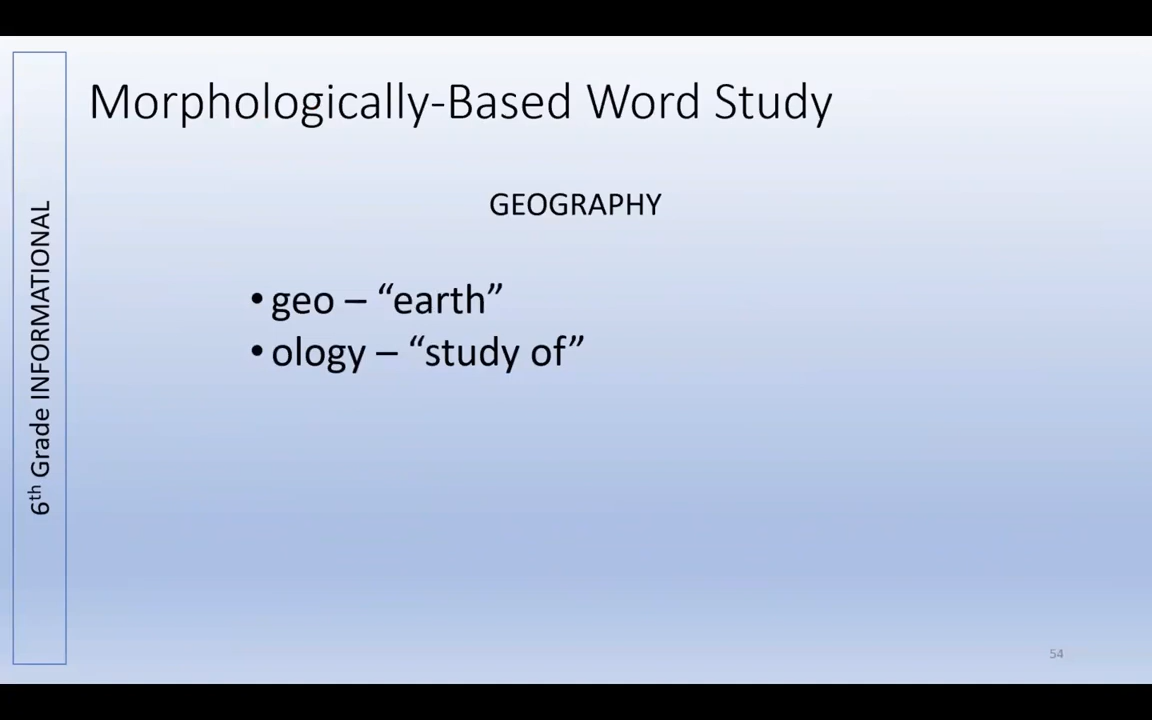 Morphologically-Based Word Study
6th Grade INFORMATIONAL
GEOGRAPHY
• geo – “earth”
• ology – “study of”
54